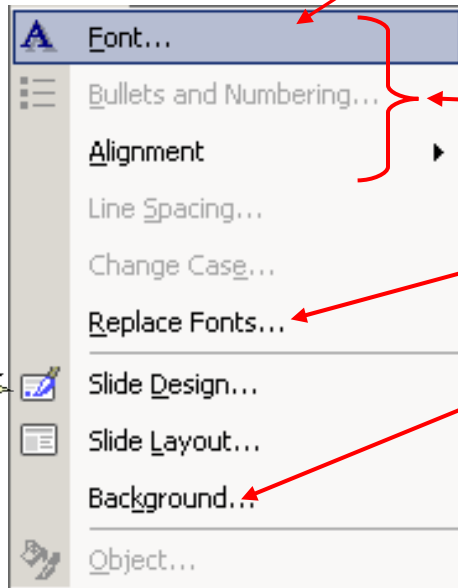 Font...
Bullets and Numbering...
Alignment
Line Spacing...
Change Case...
Replace Fonts...
Slide Design...
Slide Layout...
Background...
Object...